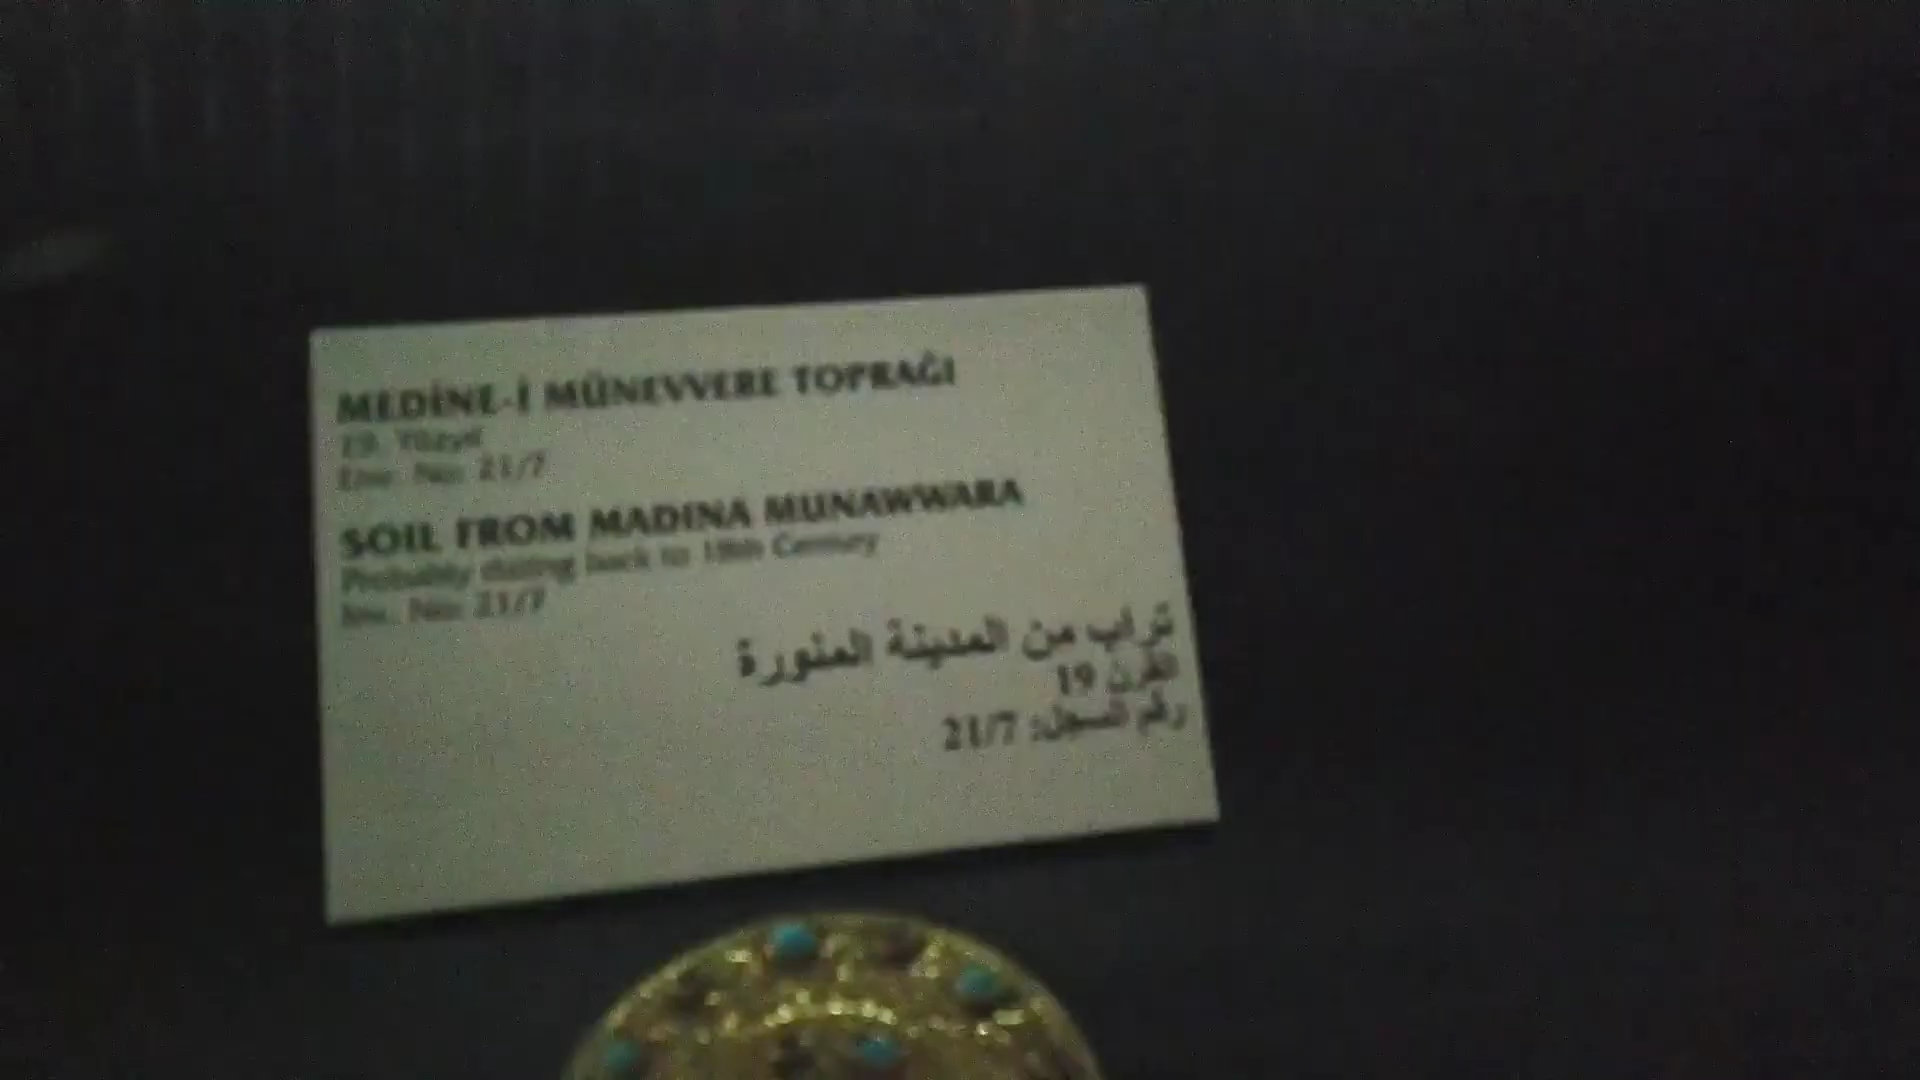 MEDİNE-İ MÜNEVVERE TOPRAĞI
19. Yüzyıl
Env. No: 21/7
SOIL FROM MADINA MUNAWWARA
Probably dating back to Century
Inv. No: 21/7
تراب من المدينة المنورة
القرن 19
رقم السجل: 21/7